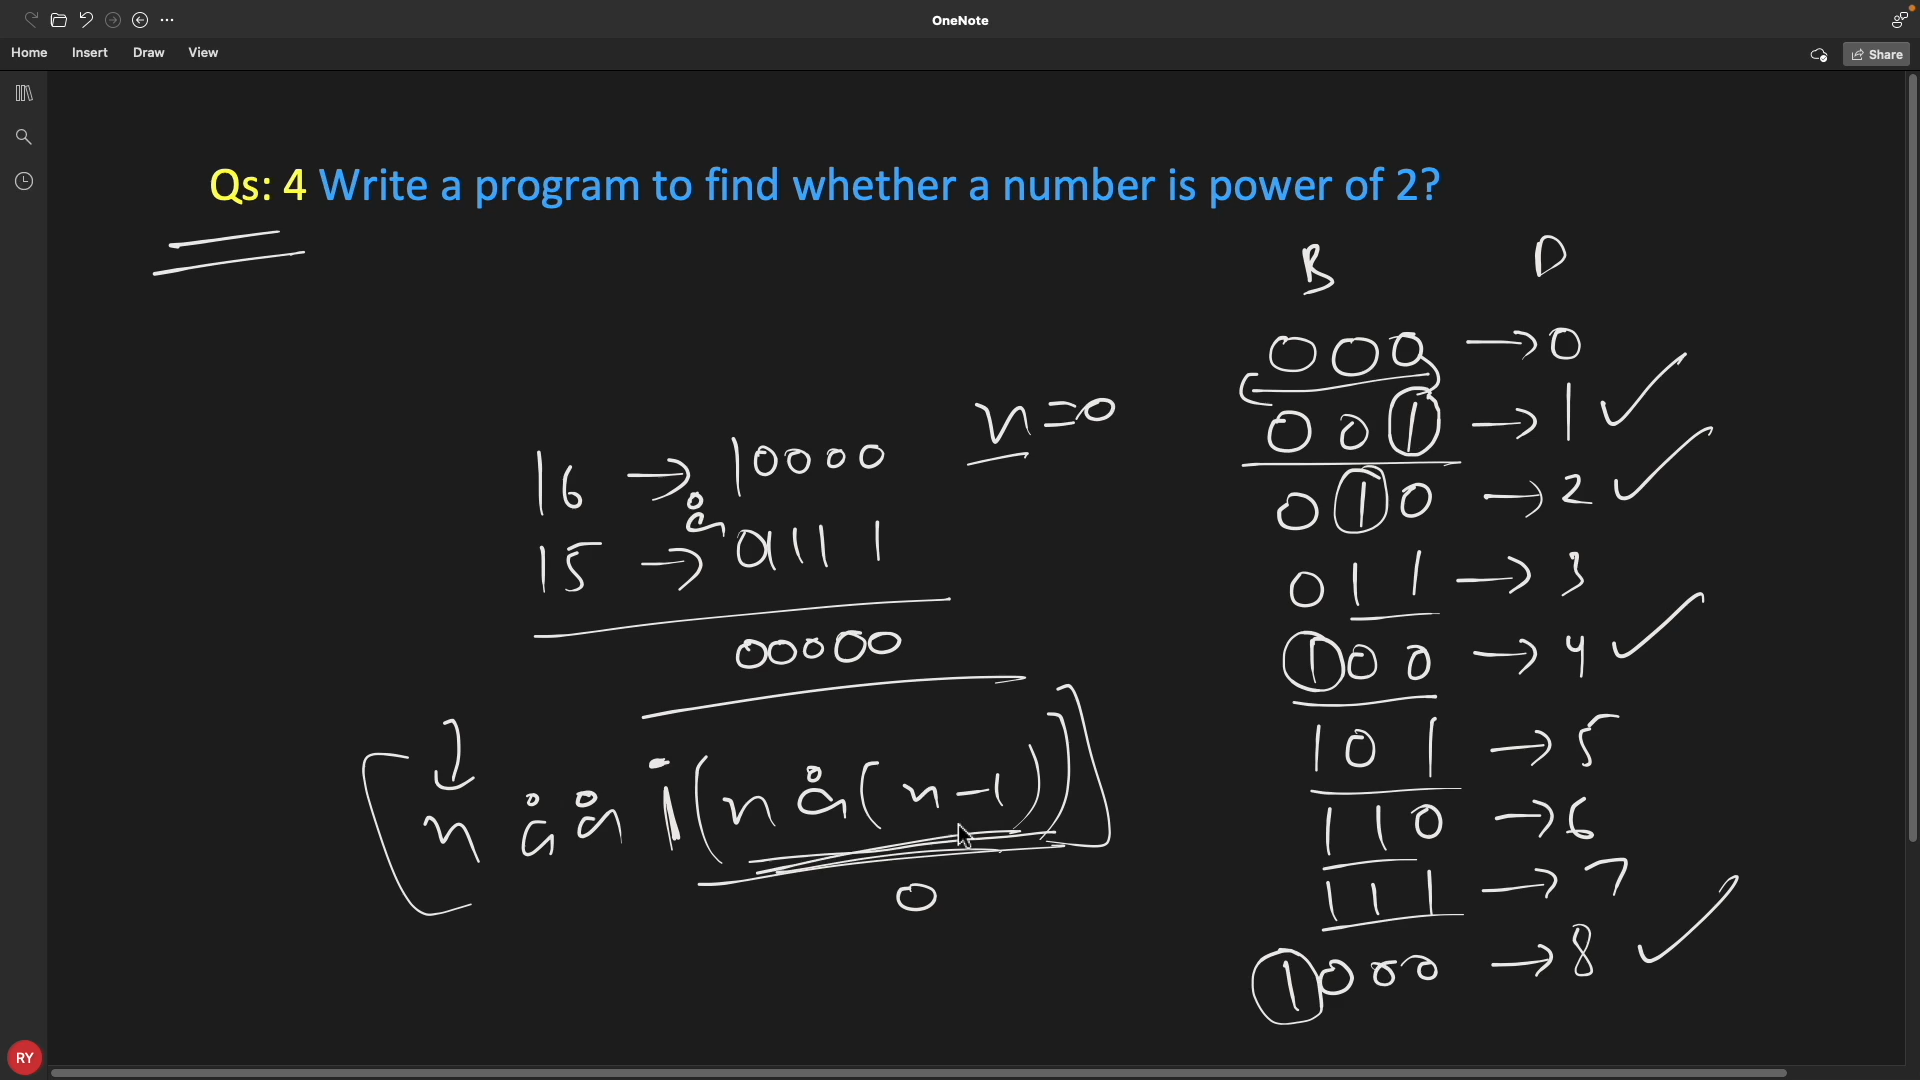 OneNote
Home Insert Draw View
Share
Qs: 4 Write a program to find whether a number is power of 2?
B D
000 → 0
001 → 1 ✓
010 → 2 ✓
011 → 3
100 → 4 ✓
101 → 5
110 → 6
111 → 7
1000 → 8 ✓
n=0
16 → 10000
&
15 → 01111
00000
[n && !(n & (n-1))]
0
RY